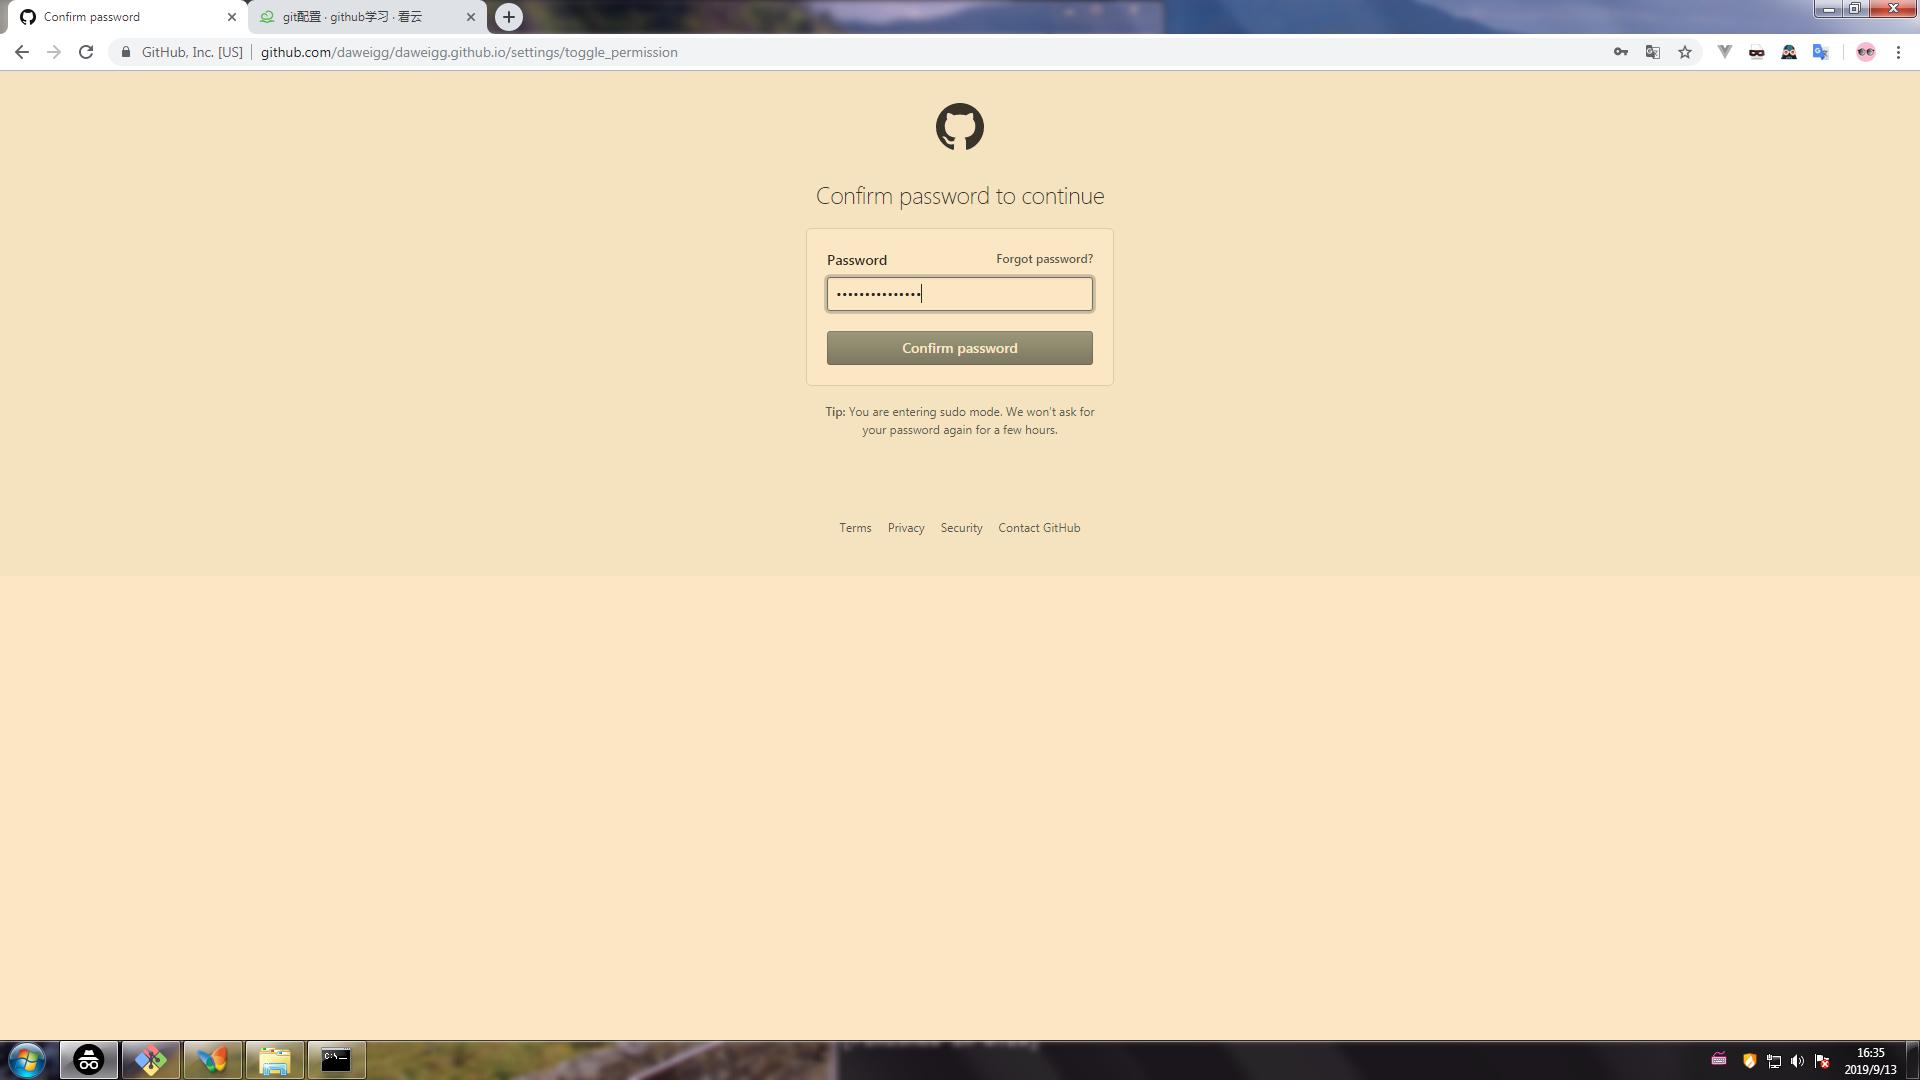 Confirm password
git配置 · github学习 · 看云
GitHub, Inc. [US]
github.com/daweigg/daweigg.github.io/settings/toggle_permission
Confirm password to continue
Password
Forgot password?
•••••••••••••••
Confirm password
Tip: You are entering sudo mode. We won't ask for
your password again for a few hours.
Terms
Privacy
Security
Contact GitHub
C:\_
16:35
2019/9/13